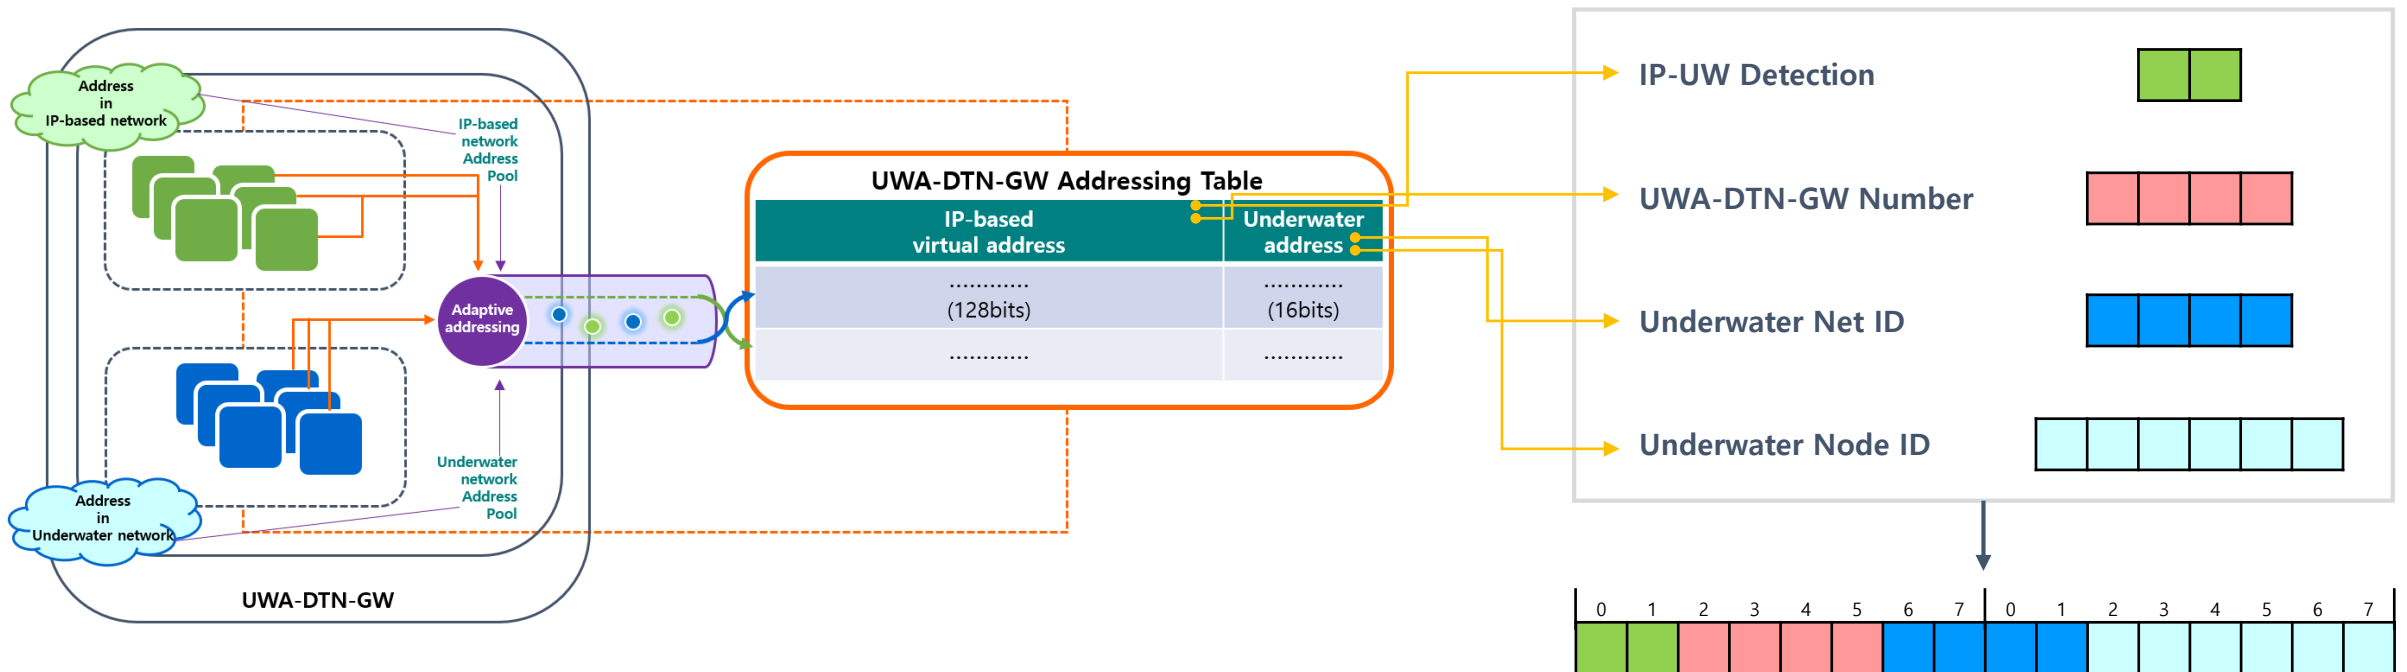 Address
in
IP-based network
IP-based
network
Address
Pool
Adaptive
addressing
Underwater
network
Address
Pool
Address
in
Underwater network
UWA-DTN-GW
UWA-DTN-GW Addressing Table
IP-based
virtual address
Underwater
address
............
(128bits)
............
(16bits)
............
............
IP-UW Detection
UWA-DTN-GW Number
Underwater Net ID
Underwater Node ID
0 1 2 3 4 5 6 7 0 1 2 3 4 5 6 7